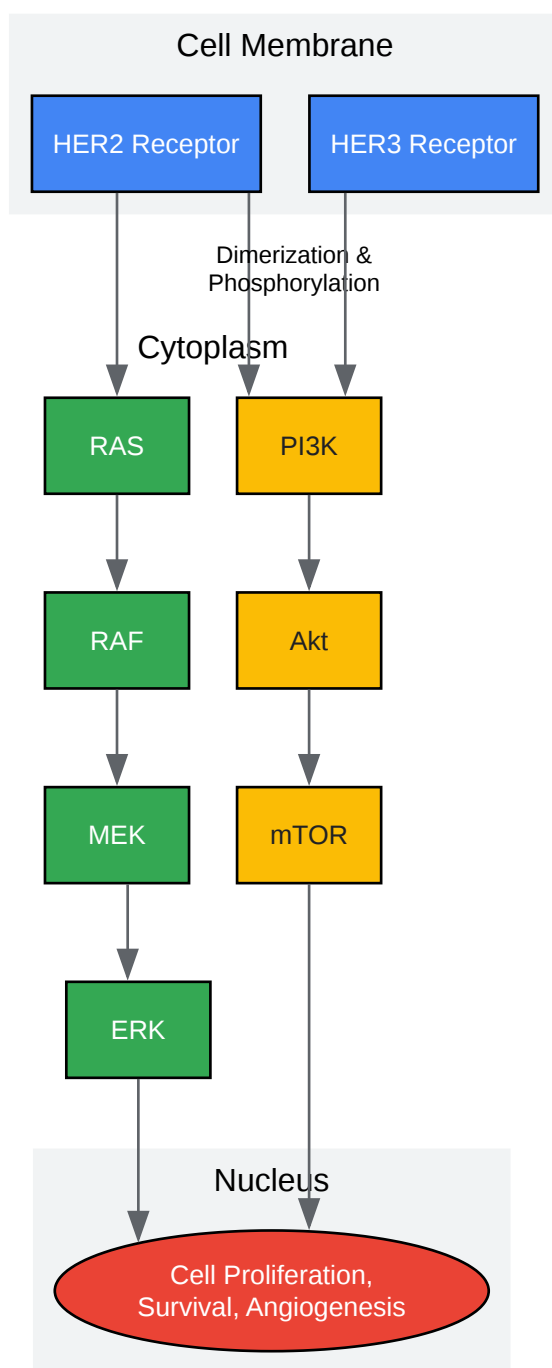 Cell Membrane
HER2 Receptor
HER3 Receptor
Dimerization &
Phosphorylation
Cytoplasm
RAS
PI3K
RAF
Akt
MEK
mTOR
ERK
Nucleus
Cell Proliferation,
Survival, Angiogenesis